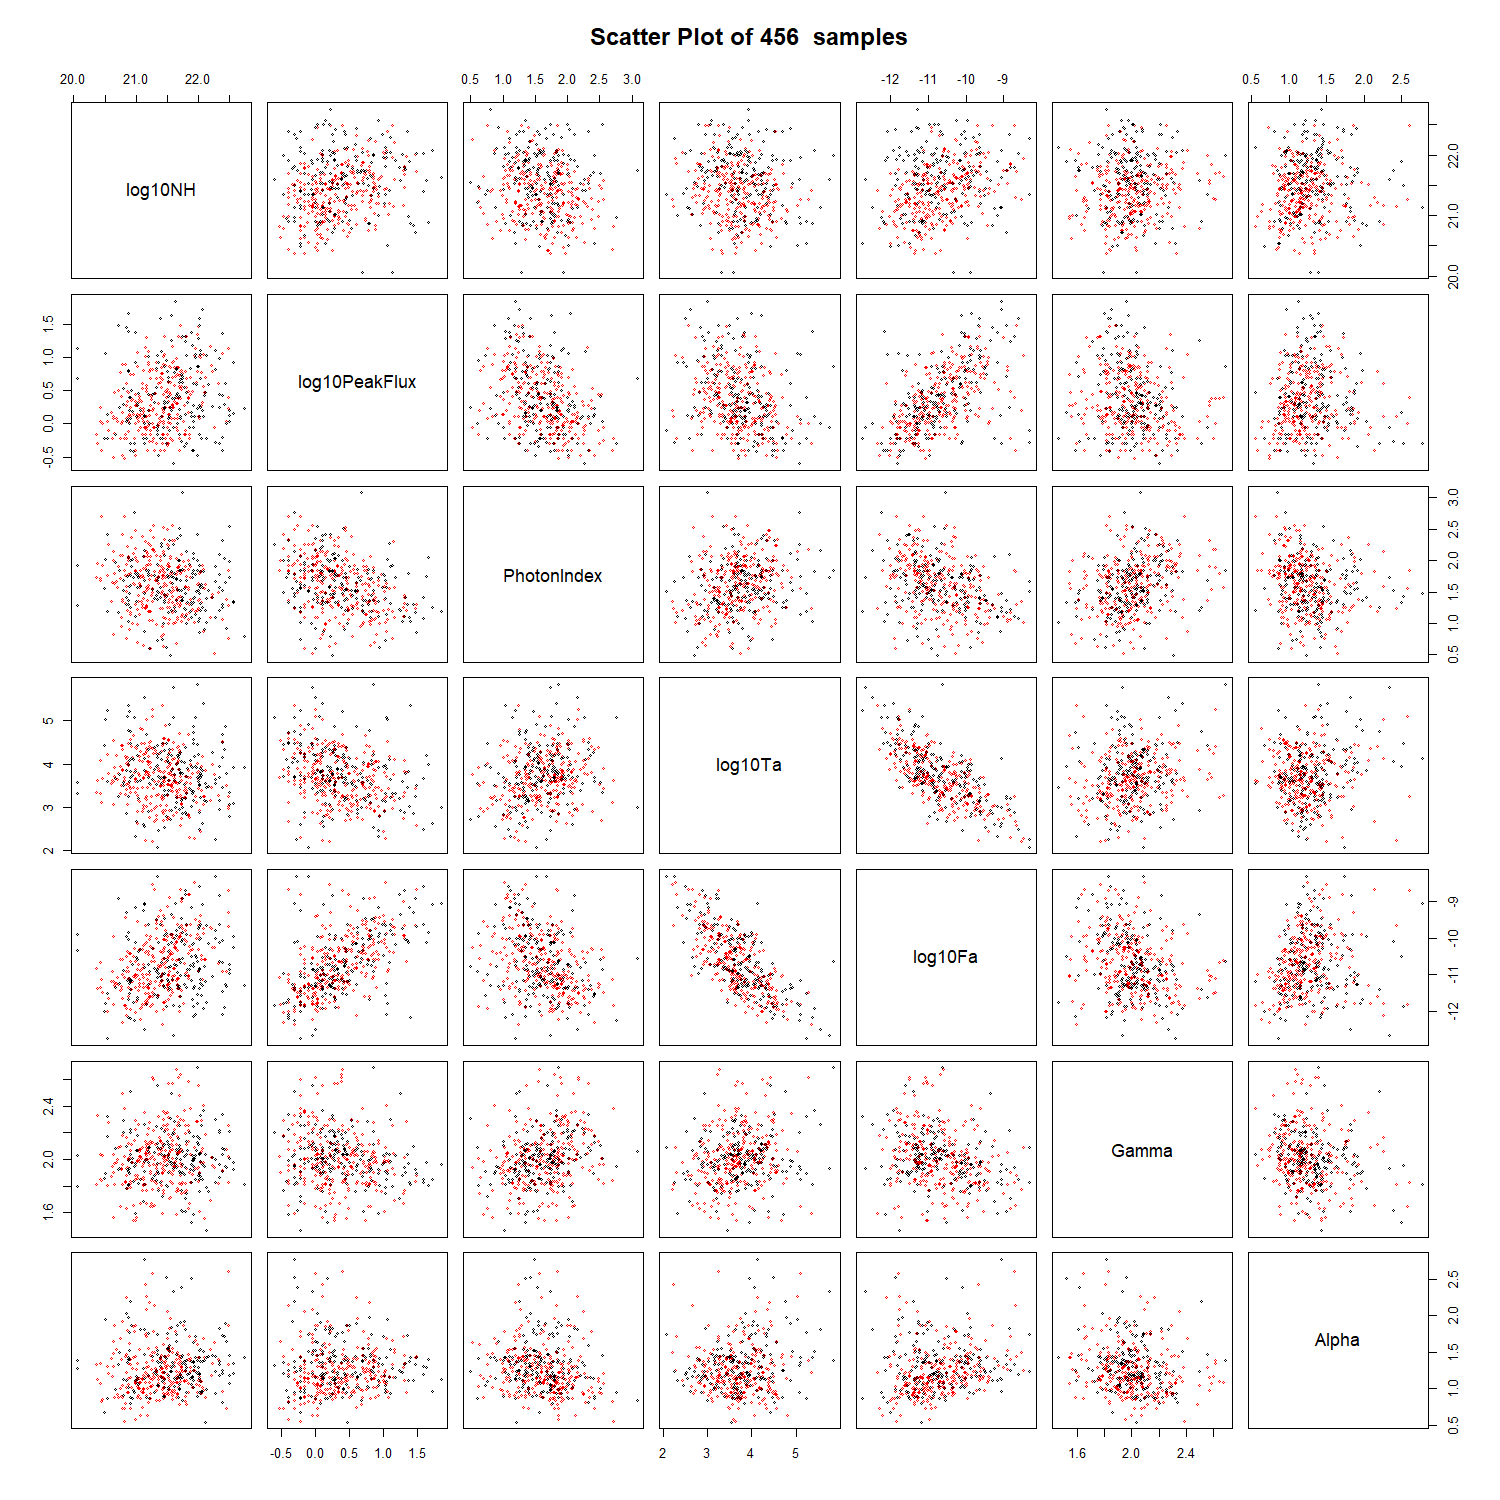 Scatter Plot of 456 samples
20.0 21.0 22.0 0.5 1.0 1.5 2.0 2.5 3.0 -12 -11 -10 -9 0.5 1.0 1.5 2.0 2.5
log10NH
20.0 21.0 22.0
-0.5 0.0 0.5 1.0 1.5
log10PeakFlux
PhotonIndex
0.5 1.0 1.5 2.0 2.5 3.0
2 3 4 5
log10Ta
log10Fa
-12 -11 -10 -9
1.6 2.0 2.4
Gamma
Alpha
0.5 1.0 1.5 2.0 2.5
-0.5 0.0 0.5 1.0 1.5 2 3 4 5 1.6 2.0 2.4